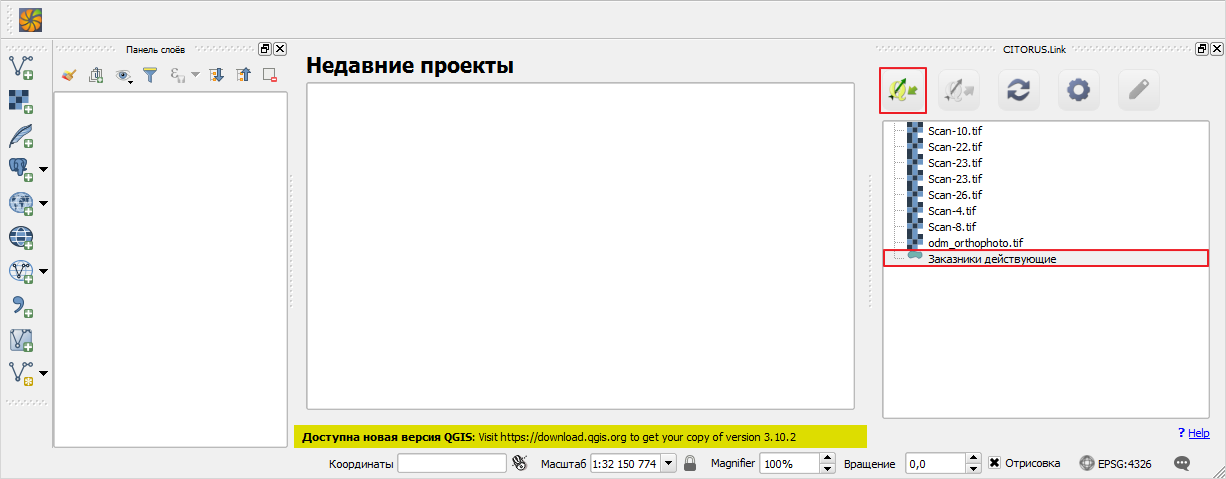 Панель слоёв
CITORUS.Link
Недавние проекты
Scan-10.tif
Scan-22.tif
Scan-23.tif
Scan-23.tif
Scan-26.tif
Scan-4.tif
Scan-8.tif
odm_orthophoto.tif
Заказники действующие
Доступна новая версия QGIS: Visit https://download.qgis.org to get your copy of version 3.10.2
? Help
Координаты
Масштаб 1:32 150 774
Magnifier 100%
Вращение 0,0
Отрисовка
EPSG:4326